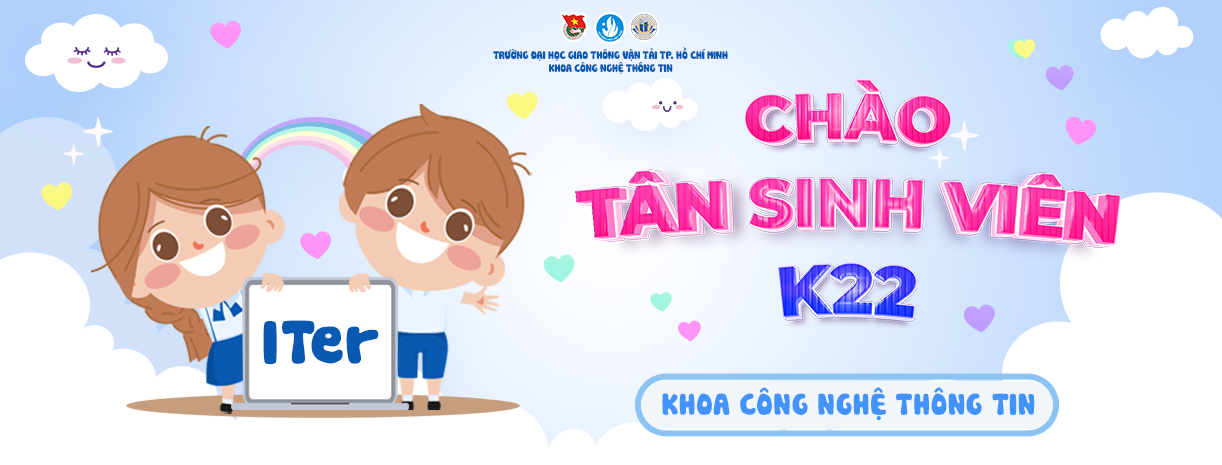 TRƯỜNG ĐẠI HỌC GIAO THÔNG VẬN TẢI TP. HỒ CHÍ MINH
KHOA CÔNG NGHỆ THÔNG TIN
CHÀO
TÂN SINH VIÊN
K22
ITer
KHOA CÔNG NGHỆ THÔNG TIN